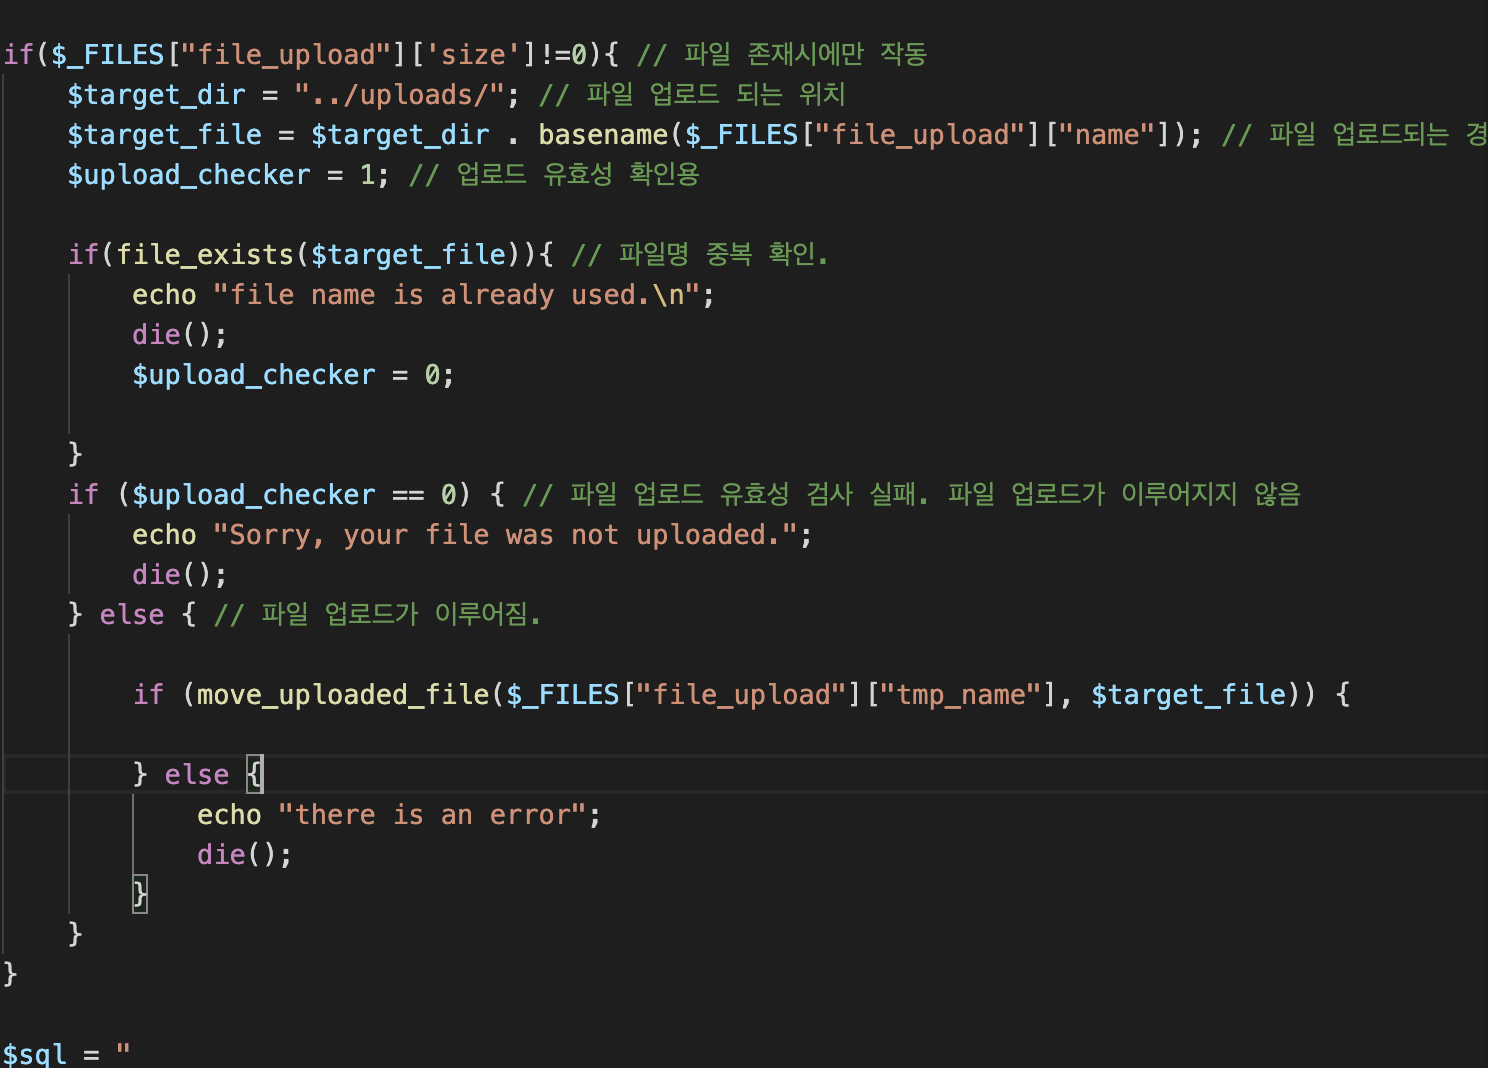 if($_FILES["file_upload"]['size']!=0){ // 파일 존재시에만 작동
    $target_dir = "../uploads/"; // 파일 업로드 되는 위치
    $target_file = $target_dir . basename($_FILES["file_upload"]["name"]); // 파일 업로드되는 경
    $upload_checker = 1; // 업로드 유효성 확인용

    if(file_exists($target_file)){ // 파일명 중복 확인.
        echo "file name is already used.\n";
        die();
        $upload_checker = 0;

    }
    if ($upload_checker == 0) { // 파일 업로드 유효성 검사 실패. 파일 업로드가 이루어지지 않음
        echo "Sorry, your file was not uploaded.";
        die();
    } else { // 파일 업로드가 이루어짐.

        if (move_uploaded_file($_FILES["file_upload"]["tmp_name"], $target_file)) {

        } else {
            echo "there is an error";
            die();
        }
    }
}

$sql = "